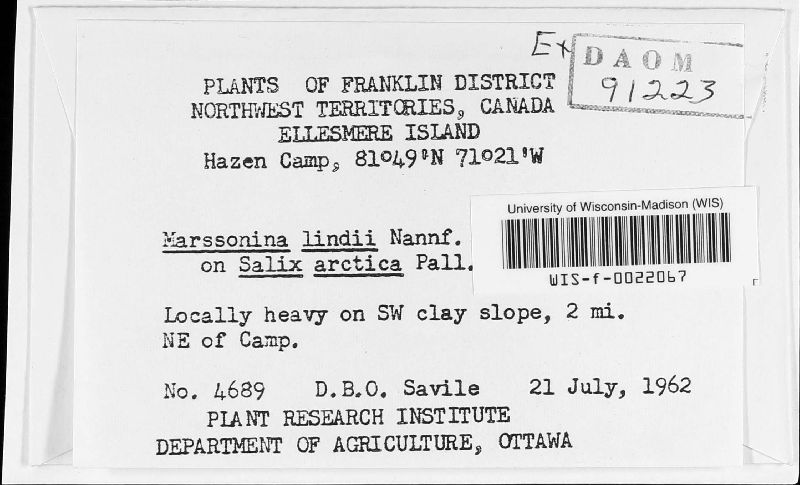 Ex DAOM
91223
PLANTS OF FRANKLIN DISTRICT
NORTHWEST TERRITORIES, CANADA
ELLESMERE ISLAND
Hazen Camp, 81°49'N 71°21'W
University of Wisconsin-Madison (WIS)
WIS-f-0022067
Marssonina lindii Nannf.
on Salix arctica Pall.
Locally heavy on SW clay slope, 2 mi.
NE of Camp.
No. 4689 D.B.O. Savile 21 July, 1962
PLANT RESEARCH INSTITUTE
DEPARTMENT OF AGRICULTURE, OTTAWA